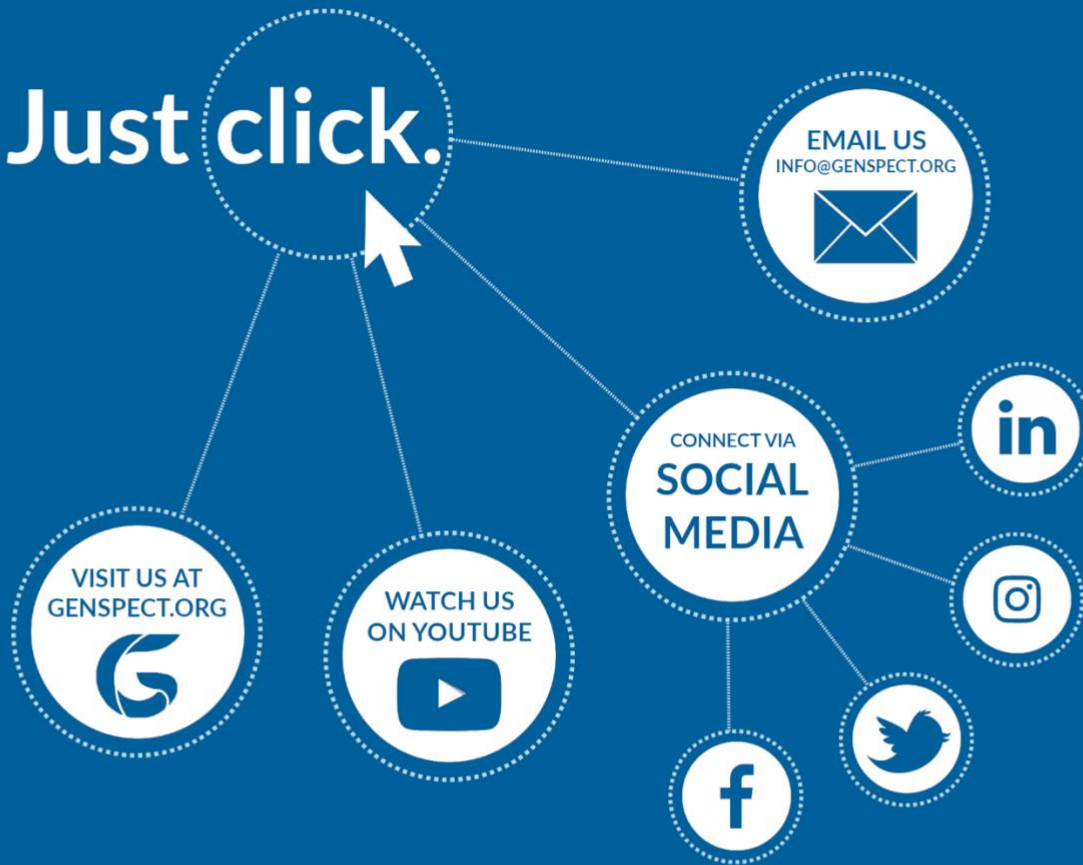 Just click.
EMAIL US
INFO@GENSPECT.ORG
CONNECT VIA
SOCIAL
MEDIA
in
VISIT US AT
GENSPECT.ORG
G
WATCH US
ON YOUTUBE
f